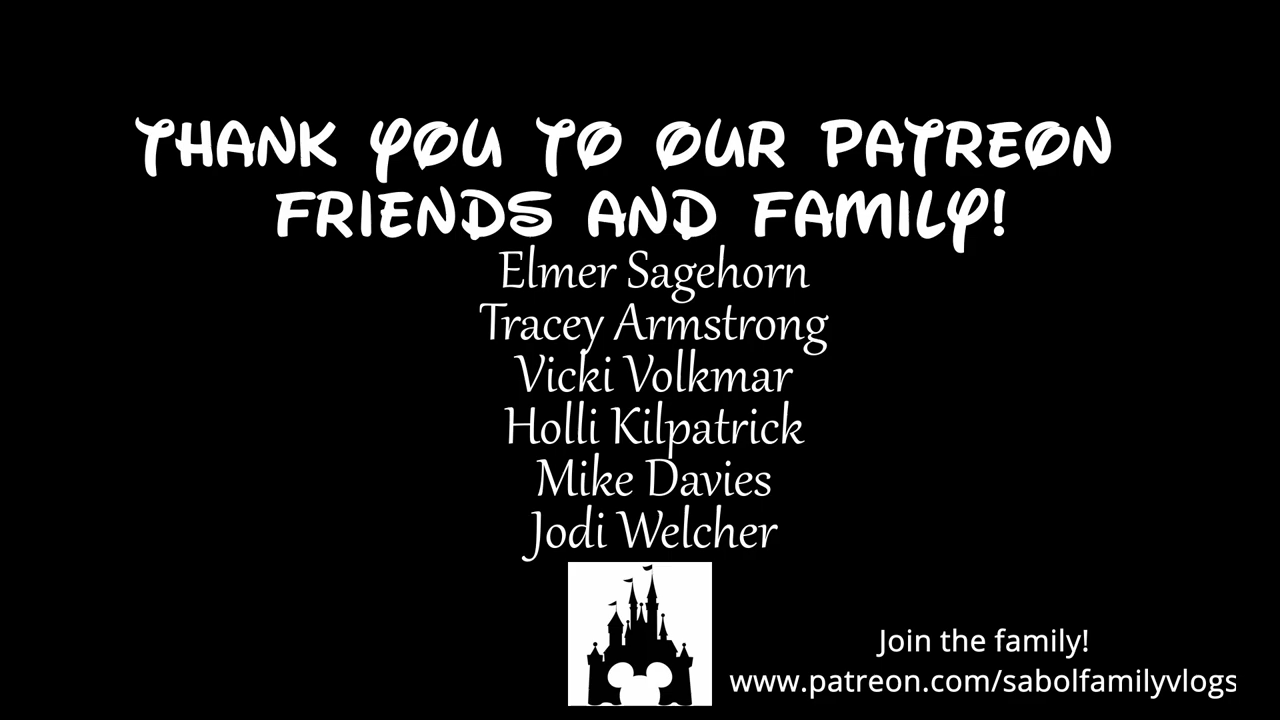 THANK YOU TO OUR PATREON
FRIENDS AND FAMILY!
Elmer Sagehorn
Tracey Armstrong
Vicki Volkmar
Holli Kilpatrick
Mike Davies
Jodi Welcher
Join the family!
www.patreon.com/sabolfamilyvlogs